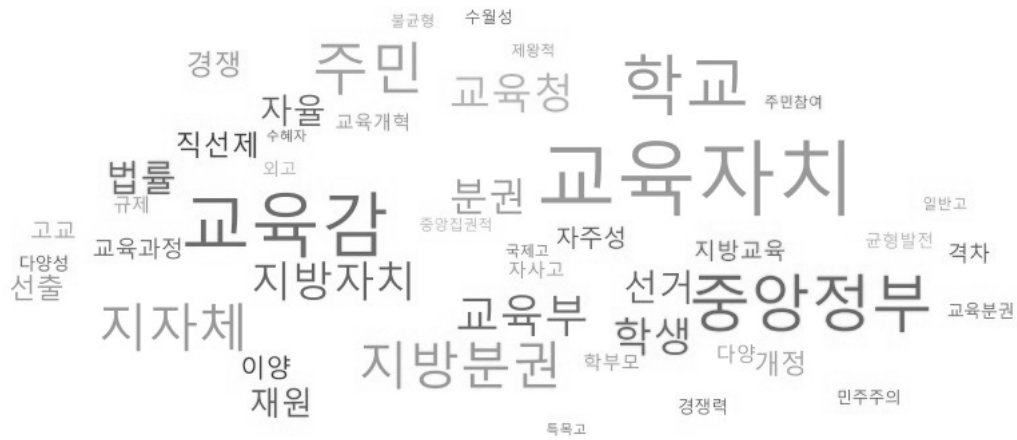 불균형
수월성
경쟁
주민
제왕적
교육청
학교
주민참여
자율
교육개혁
직선제
수혜자
법률
외고
교육자치
규제
교육감
분권
중앙집권적
일반고
고교
교육과정
국제고
자주성
지방교육
균형발전
격차
다양성
선출
지방자치
자사고
선거
중앙정부
지자체
교육부
학생
교육분권
이양
지방분권
학부모
다양
개정
재원
경쟁력
민주주의
특목고